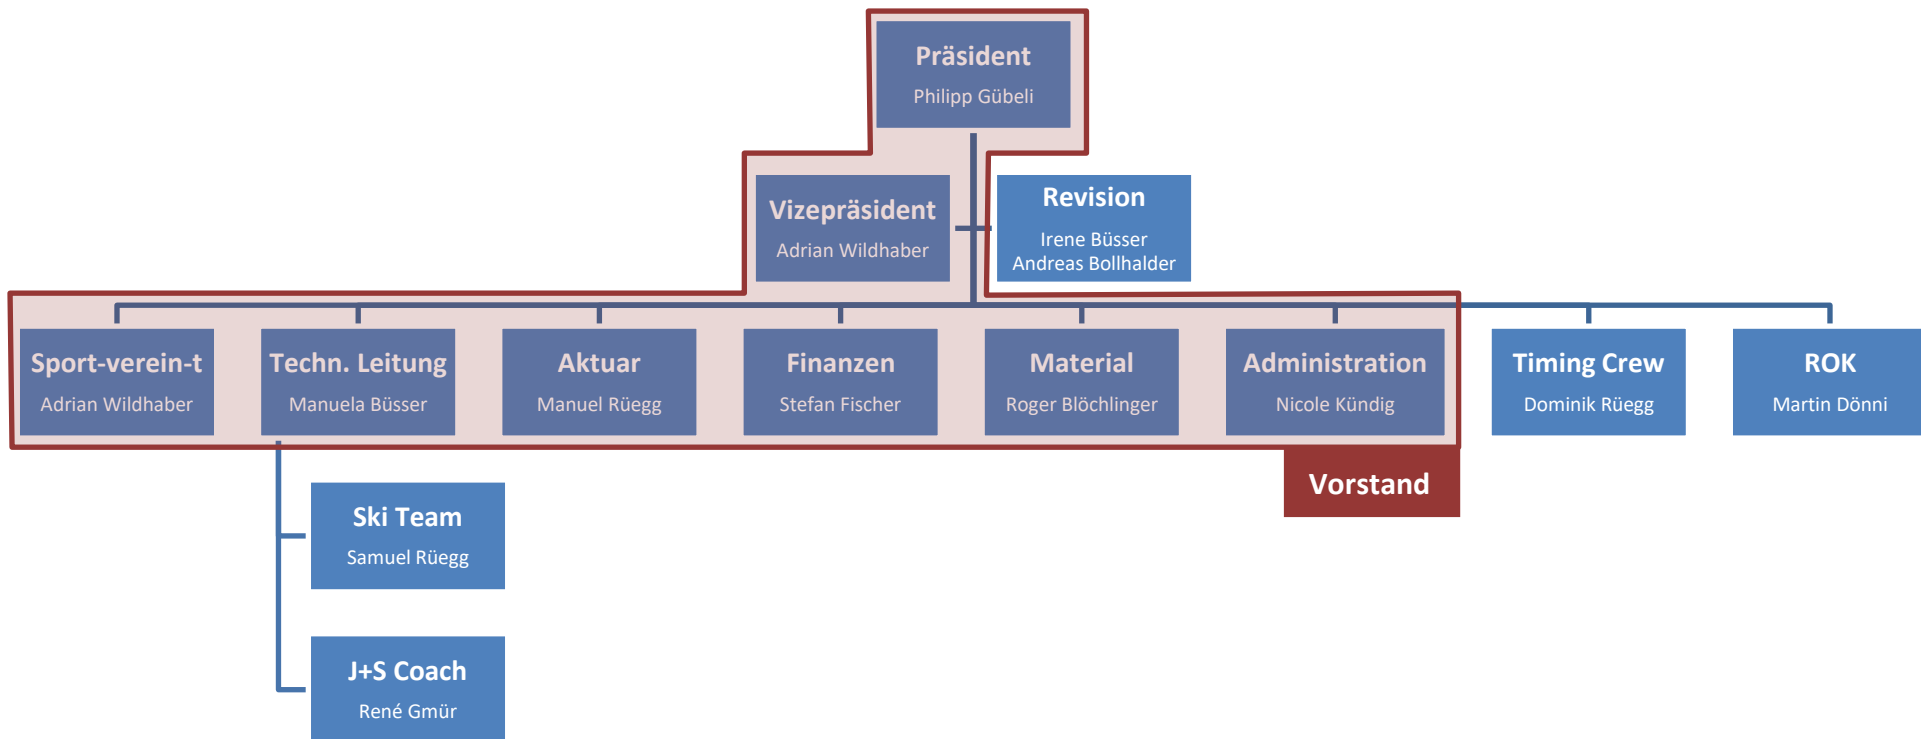 Präsident
Philipp Gübeli
Vizepräsident
Adrian Wildhaber
Revision
Irene Büsser
Andreas Bollhalder
Sport-verein-t
Adrian Wildhaber
Techn. Leitung
Manuela Büsser
Aktuar
Manuel Rüegg
Finanzen
Stefan Fischer
Material
Roger Blöchlinger
Administration
Nicole Kündig
Timing Crew
Dominik Rüegg
ROK
Martin Dönni
Vorstand
Ski Team
Samuel Rüegg
J+S Coach
René Gmür